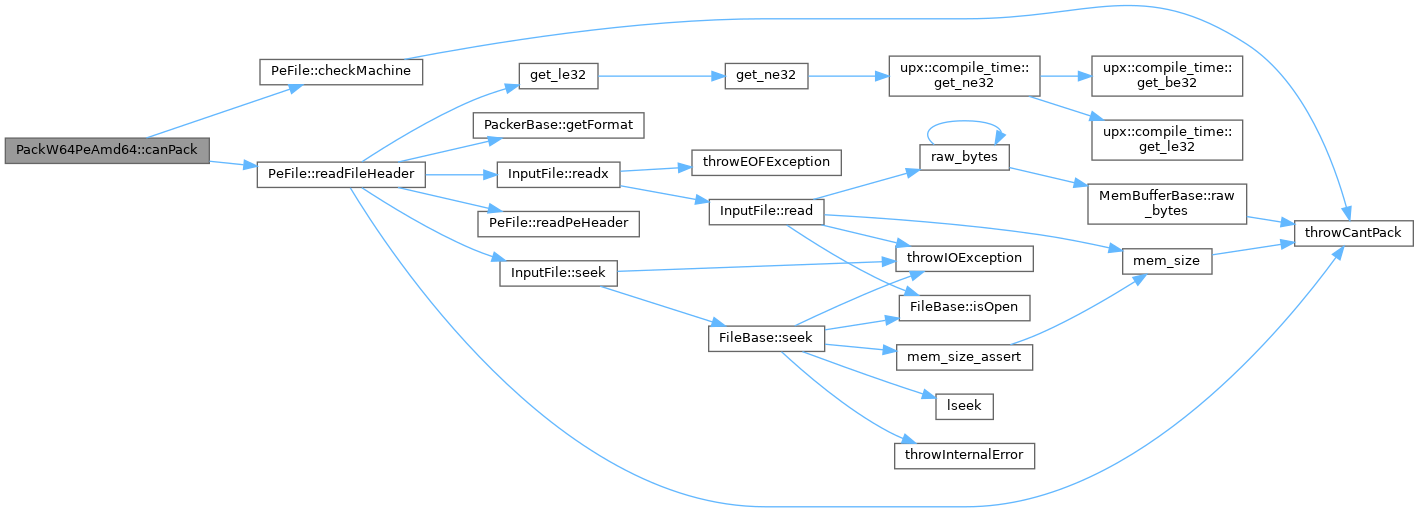 PackW64PeAmd64::canPack
PeFile::checkMachine
PeFile::readFileHeader
get_le32
PackerBase::getFormat
InputFile::readx
PeFile::readPeHeader
InputFile::seek
get_ne32
throwEOFException
InputFile::read
FileBase::seek
upx::compile_time::
get_ne32
raw_bytes
throwIOException
FileBase::isOpen
mem_size_assert
lseek
throwInternalError
upx::compile_time::
get_be32
upx::compile_time::
get_le32
MemBufferBase::raw
_bytes
mem_size
throwCantPack